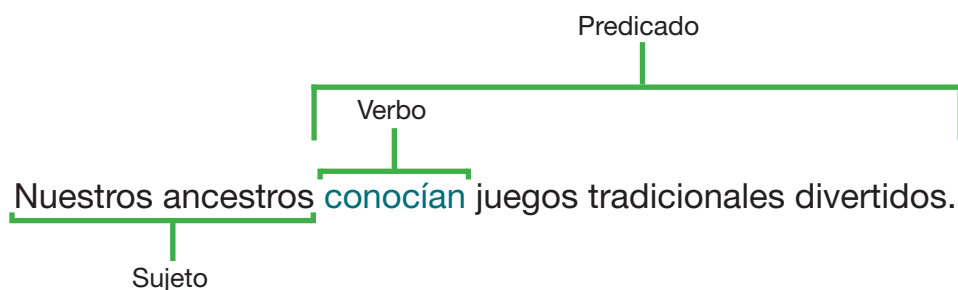 Predicado
Verbo
Nuestros ancestros conocían juegos tradicionales divertidos.
Sujeto